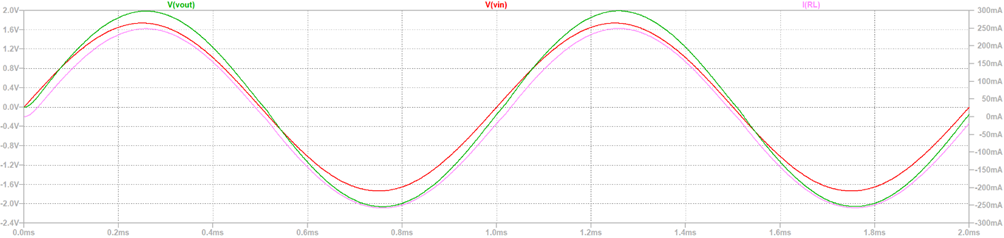 V(vout) V(vin) I(RL)
2.0V 300mA
1.6V 250mA
1.2V 200mA
0.8V 150mA
0.4V 100mA
0.0V 50mA
-0.4V 0mA
-0.8V -50mA
-1.2V -100mA
-1.6V -150mA
-2.0V -200mA
-2.4V -250mA
-300mA
0.0ms 0.2ms 0.4ms 0.6ms 0.8ms 1.0ms 1.2ms 1.4ms 1.6ms 1.8ms 2.0ms